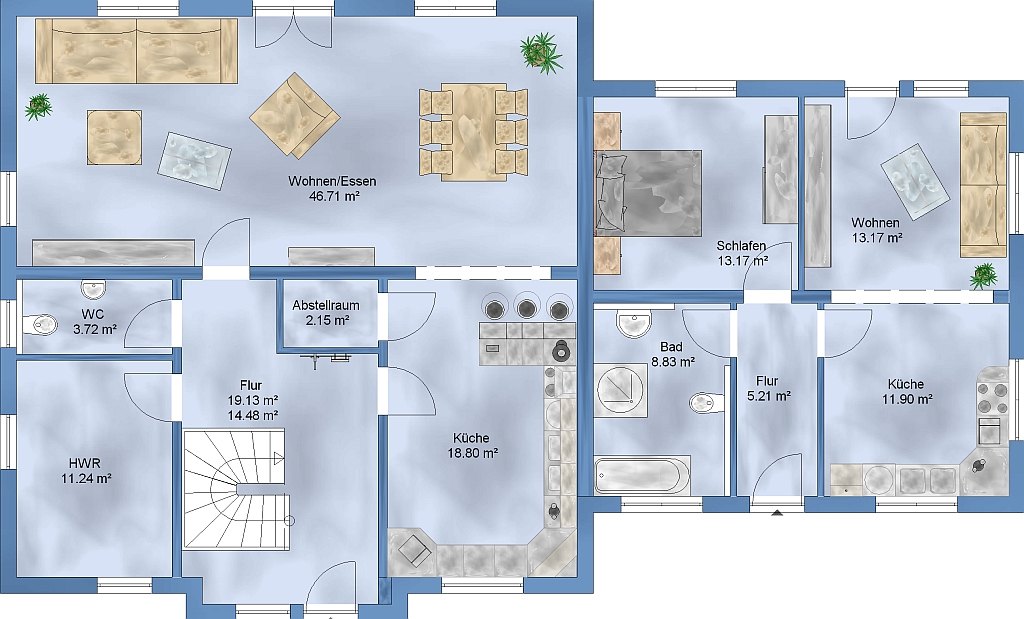 Wohnen/Essen
46.71 m²
Schlafen
13.17 m²
Wohnen
13.17 m²
WC
3.72 m²
Abstellraum
2.15 m²
Flur
19.13 m²
14.48 m²
HWR
11.24 m²
Küche
18.80 m²
Bad
8.83 m²
Flur
5.21 m²
Küche
11.90 m²